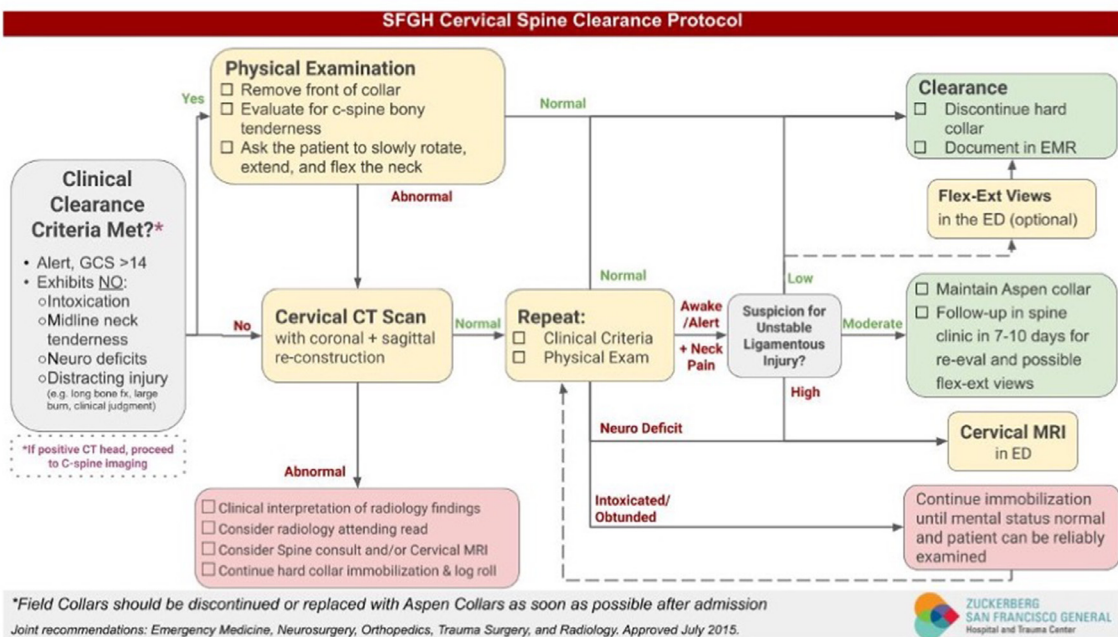 SFGH Cervical Spine Clearance Protocol
Clinical
Clearance
Criteria Met?*
• Alert, GCS >14
• Exhibits NO:
○Intoxication
○Midline neck
tenderness
○Neuro deficits
○Distracting injury
(e.g. long bone fx, large
burn, clinical judgment)
*If positive CT head, proceed
to C-spine imaging
Yes
No
Physical Examination
☐ Remove front of collar
☐ Evaluate for c-spine bony
tenderness
☐ Ask the patient to slowly rotate,
extend, and flex the neck
Normal
Abnormal
Cervical CT Scan
with coronal + sagittal
re-construction
Normal
Abnormal
☐ Clinical interpretation of radiology findings
☐ Consider radiology attending read
☐ Consider Spine consult and/or Cervical MRI
☐ Continue hard collar immobilization & log roll
Repeat:
☐ Clinical Criteria
☐ Physical Exam
Normal
Awake
/Alert
+ Neck
Pain
Neuro Deficit
Intoxicated/
Obtunded
Suspicion for
Unstable
Ligamentous
Injury?
Low
Moderate
High
Clearance
☐ Discontinue hard
collar
☐ Document in EMR
Flex-Ext Views
in the ED (optional)
☐ Maintain Aspen collar
☐ Follow-up in spine
clinic in 7-10 days for
re-eval and possible
flex-ext views
Cervical MRI
in ED
Continue immobilization
until mental status normal
and patient can be reliably
examined
*Field Collars should be discontinued or replaced with Aspen Collars as soon as possible after admission
Joint recommendations: Emergency Medicine, Neurosurgery, Orthopedics, Trauma Surgery, and Radiology. Approved July 2015.
ZUCKERBERG
SAN FRANCISCO GENERAL
Hospital and Trauma Center